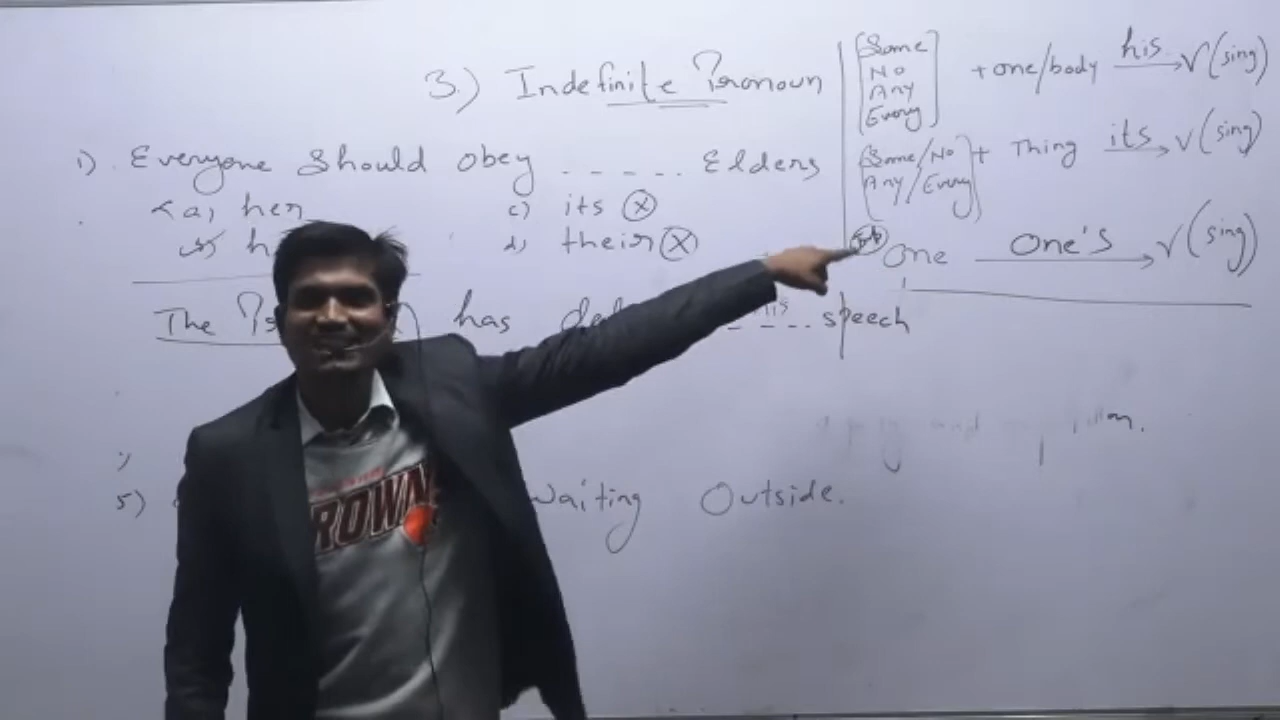 3.) Indefinite Pronoun
1) Everyone should obey ------ Elders
a) her
c) its
d) their
The has ---- speech
5) waiting Outside.
Some
No
Any
Every
+ one/body his V (sing)
Some/No
Any/Every
+ Thing its V (sing)
One One's V (sing)
ROWN